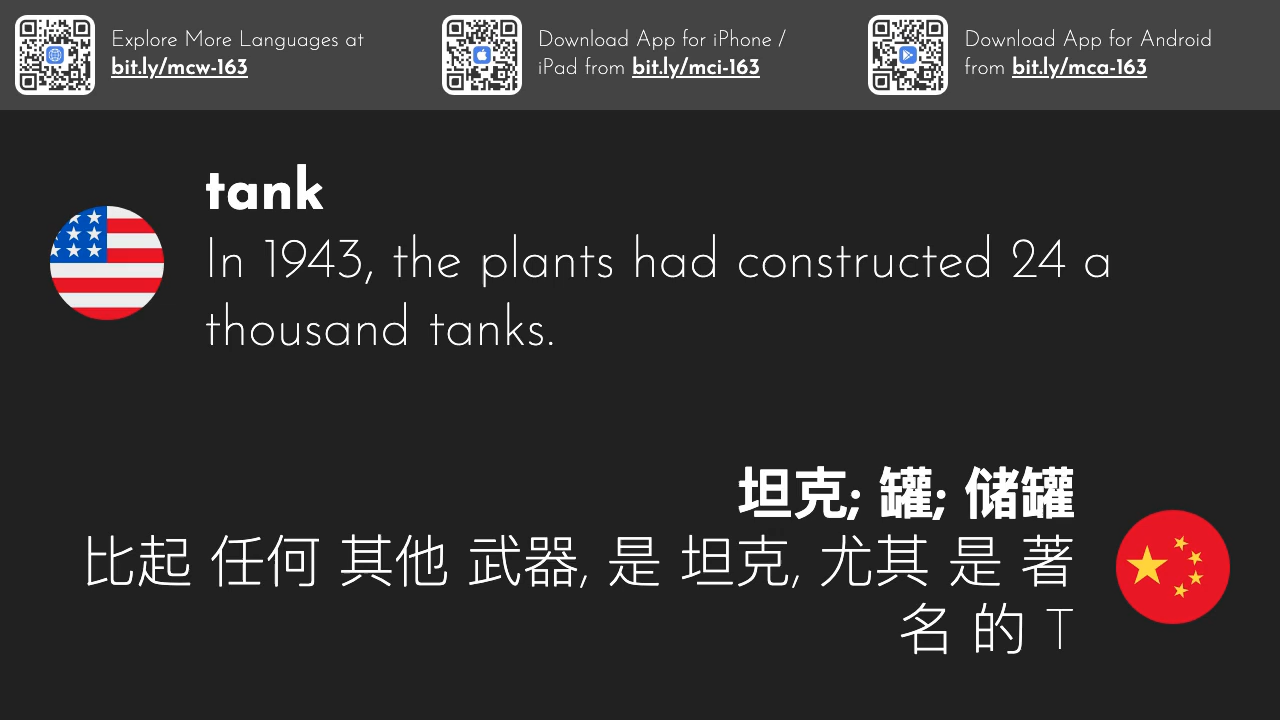 Explore More Languages at
bit.ly/mcw-163
Download App for iPhone /
iPad from bit.ly/mci-163
Download App for Android
from bit.ly/mca-163
tank
In 1943, the plants had constructed 24 a
thousand tanks.
坦克; 罐; 储罐
比起 任何 其他 武器, 是 坦克, 尤其 是 著
名 的 T